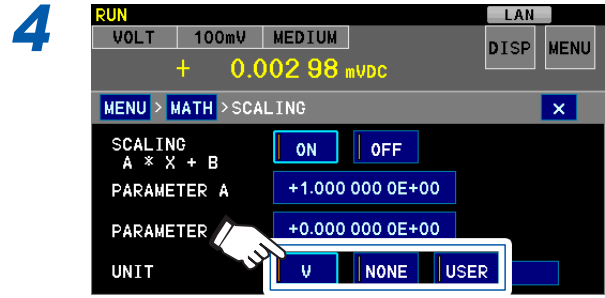 4
RUN LAN
VOLT 100mV MEDIUM DISP MENU
+ 0.002 98 mVDC
MENU > MATH >SCALING ×
SCALING ON OFF
A * X + B
PARAMETER A +1.000 000 0E+00
PARAMETER +0.000 000 0E+00
UNIT V NONE USER